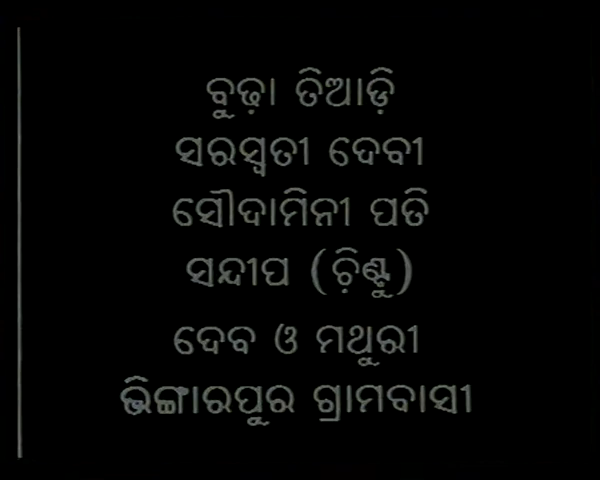 ବୁଢ଼ା ତିଆଡ଼ି
ସରସ୍ୱତୀ ଦେବୀ
ସୌଦାମିନୀ ପତି
ସନ୍ଦୀପ (ଚ଼ିଣ୍ଟୁ)
ଦେବ ଓ ମଥୁରୀ
ଭିଙ୍ଗାରପୁର ଗ୍ରାମବାସୀ